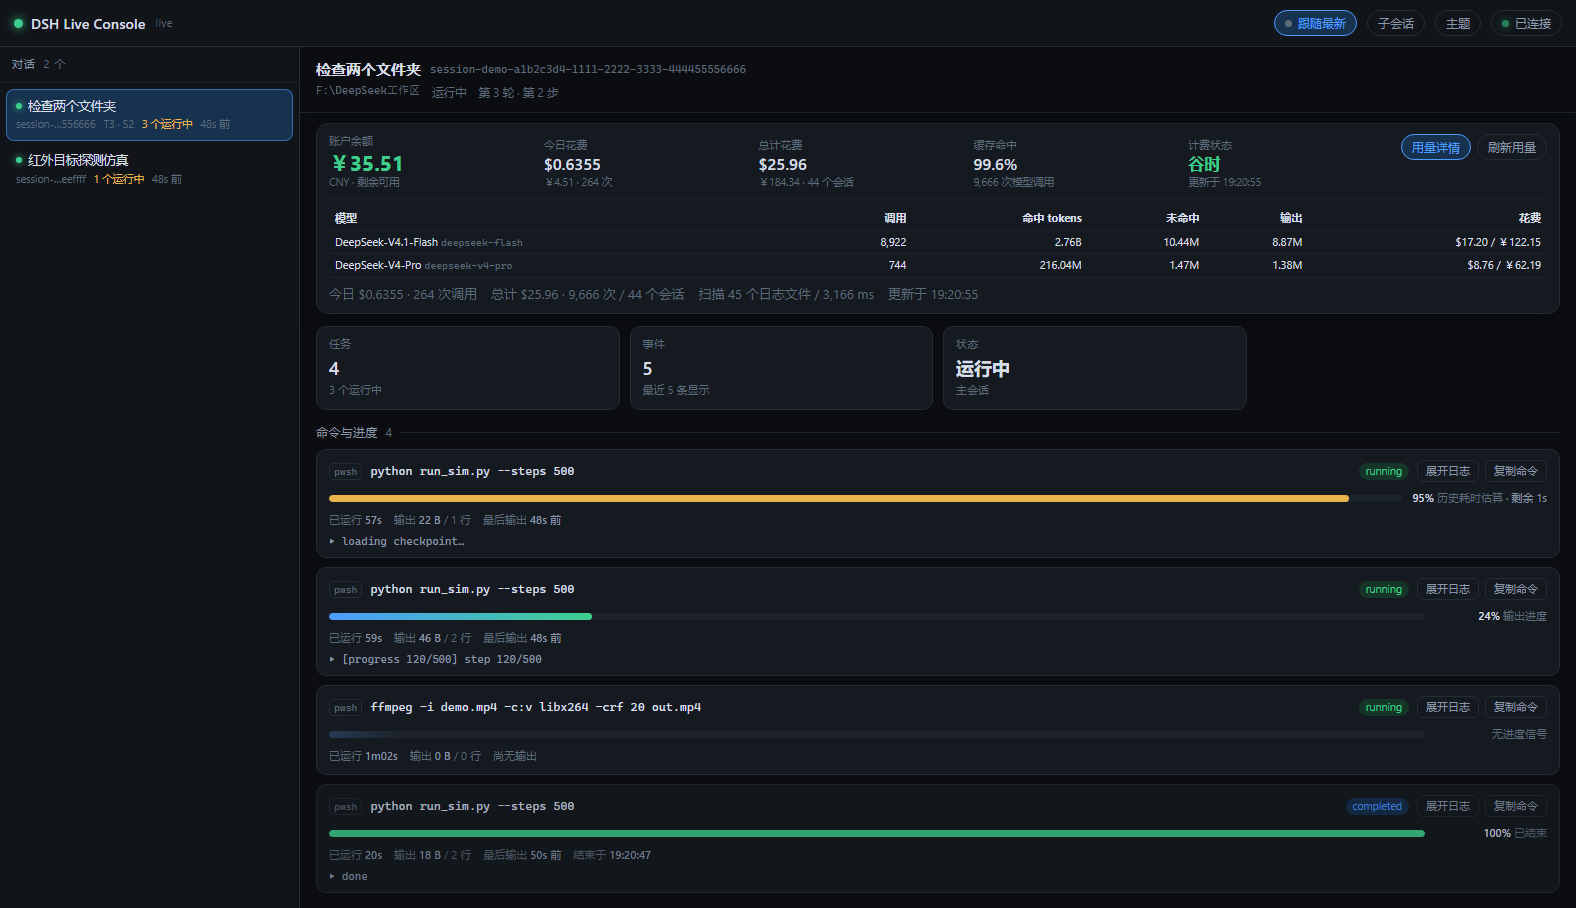 DSH Live Console live
跟随最新 子会话 主题 已连接
对话 2 个
检查两个文件夹
session-…556666 T3 · S2 3 个运行中 48s 前
红外目标探测仿真
session-…eeffff 1 个运行中 48s 前
检查两个文件夹 session-demo-a1b2c3d4-1111-2222-3333-444455556666
F:\DeepSeek工作区 运行中 第 3 轮 · 第 2 步
账户余额 今日花费 总计花费 缓存命中 计费状态
¥35.51 $0.6355 $25.96 99.6% 谷时
CNY · 剩余可用 ¥4.51 · 264 次 ¥184.34 · 44 个会话 9,666 次模型调用 更新于 19:20:55
用量详情 刷新用量
模型 调用 命中 tokens 未命中 输出 花费
DeepSeek-V4.1-Flash deepseek-flash 8,922 2.76B 10.44M 8.87M $17.20 / ¥122.15
DeepSeek-V4-Pro deepseek-v4-pro 744 216.04M 1.47M 1.38M $8.76 / ¥62.19
今日 $0.6355 · 264 次调用 总计 $25.96 · 9,666 次 / 44 个会话 扫描 45 个日志文件 / 3,166 ms 更新于 19:20:55
任务 事件 状态
4 5 运行中
3 个运行中 最近 5 条显示 主会话
命令与进度 4
pwsh python run_sim.py --steps 500 running 展开日志 复制命令
95% 历史耗时估算 · 剩余 1s
已运行 57s 输出 22 B / 1 行 最后输出 48s 前
▸ loading checkpoint…
pwsh python run_sim.py --steps 500 running 展开日志 复制命令
24% 输出进度
已运行 59s 输出 46 B / 2 行 最后输出 48s 前
▸ [progress 120/500] step 120/500
pwsh ffmpeg -i demo.mp4 -c:v libx264 -crf 20 out.mp4 running 展开日志 复制命令
无进度信号
已运行 1m02s 输出 0 B / 0 行 尚无输出
pwsh python run_sim.py --steps 500 completed 展开日志 复制命令
100% 已结束
已运行 20s 输出 18 B / 2 行 最后输出 50s 前 结束于 19:20:47
▸ done